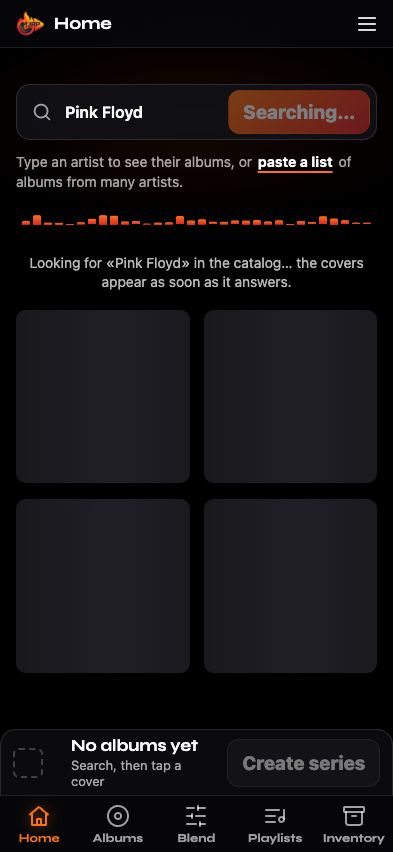 Home
Pink Floyd
Searching...
Type an artist to see their albums, or paste a list of
albums from many artists.
Looking for «Pink Floyd» in the catalog... the covers
appear as soon as it answers.
No albums yet
Search, then tap a
cover
Create series
Home
Albums
Blend
Playlists
Inventory